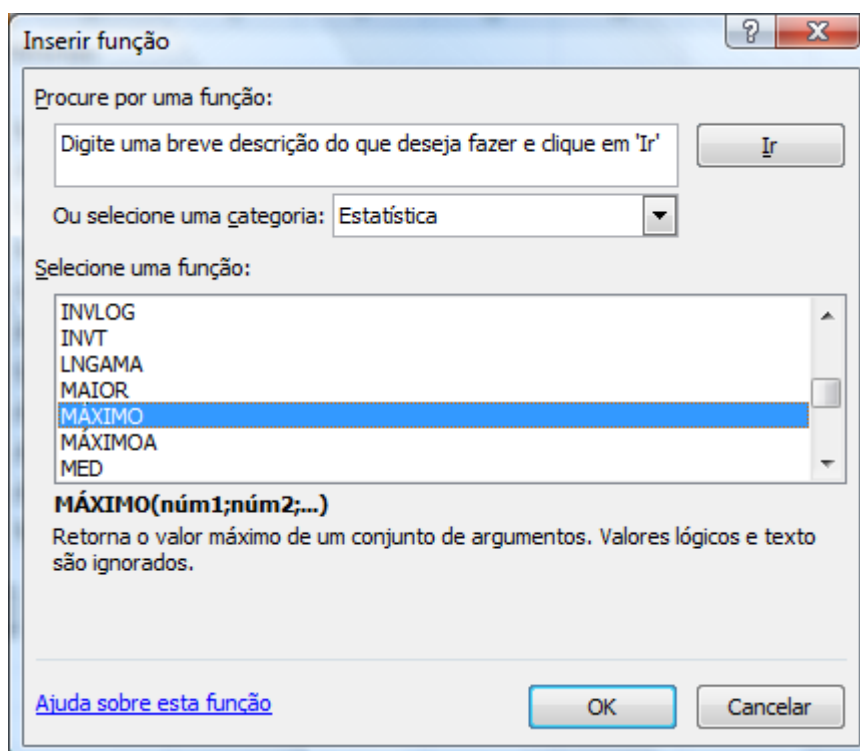 Inserir função
Procure por uma função:
Digite uma breve descrição do que deseja fazer e clique em 'Ir'
Ir
Ou selecione uma categoria: Estatística
Selecione uma função:
INVLOG
INVT
LNGAMA
MAIOR
MÁXIMO
MÁXIMOA
MED
MÁXIMO(núm1;núm2;...)
Retorna o valor máximo de um conjunto de argumentos. Valores lógicos e texto
são ignorados.
Ajuda sobre esta função
OK
Cancelar